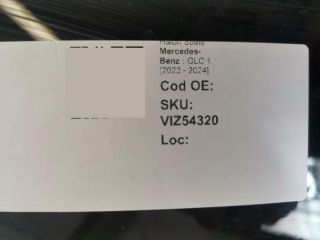 Haion Spate
Mercedes-
Benz : GLC 1
[2023 - 2024]
Cod OE:
SKU:
VIZ54320
Loc: